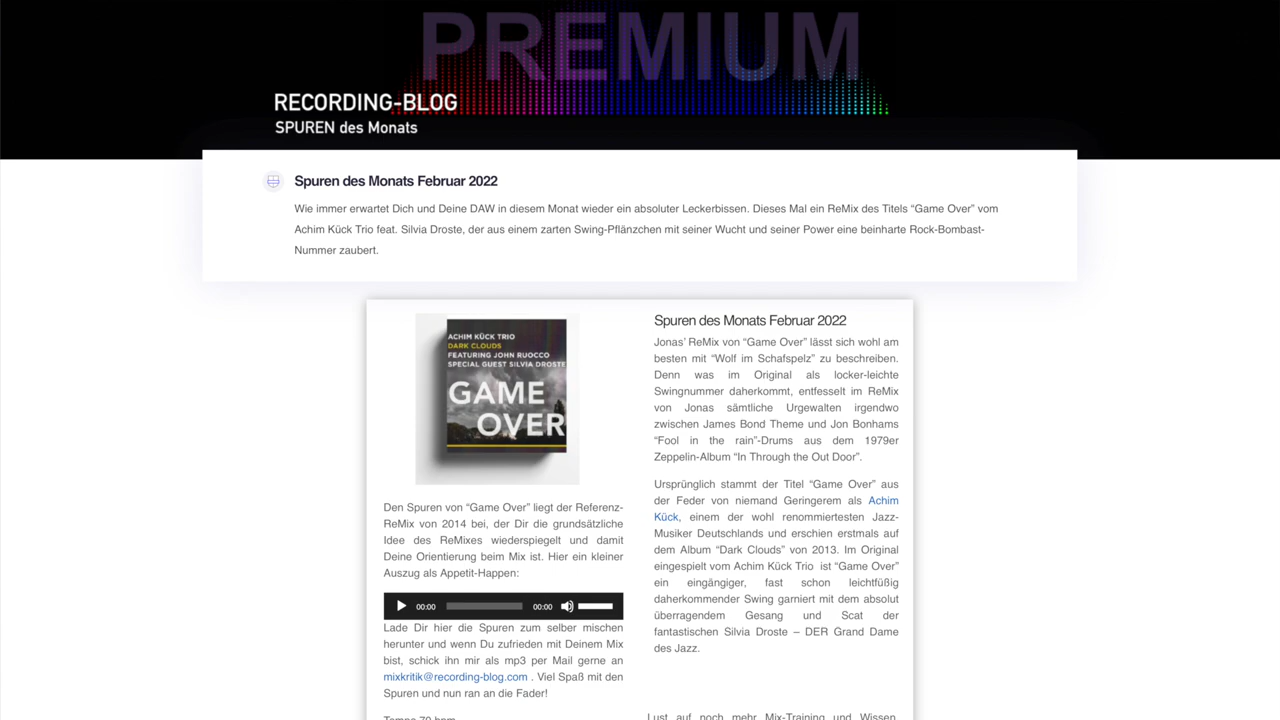 PREMIUM
RECORDING-BLOG
SPUREN des Monats
Spuren des Monats Februar 2022
Wie immer erwartet Dich und Deine DAW in diesem Monat wieder ein absoluter Leckerbissen. Dieses Mal ein ReMix des Titels “Game Over” vom
Achim Kück Trio feat. Silvia Droste, der aus einem zarten Swing-Pflänzchen mit seiner Wucht und seiner Power eine beinharte Rock-Bombast-
Nummer zaubert.
ACHIM KÜCK TRIO
DARK CLOUDS
FEATURING JOHN RUOCCO
SPECIAL GUEST SILVIA DROSTE
GAME
OVER
Den Spuren von “Game Over” liegt der Referenz-
ReMix von 2014 bei, der Dir die grundsätzliche
Idee des ReMixes wiederspiegelt und damit
Deine Orientierung beim Mix ist. Hier ein kleiner
Auszug als Appetit-Happen:
00:00 00:00
Lade Dir hier die Spuren zum selber mischen
herunter und wenn Du zufrieden mit Deinem Mix
bist, schick ihn mir als mp3 per Mail gerne an
mixkritik@recording-blog.com . Viel Spaß mit den
Spuren und nun ran an die Fader!
Tempo 70 bpm
Spuren des Monats Februar 2022
Jonas’ ReMix von “Game Over” lässt sich wohl am
besten mit “Wolf im Schafspelz” zu beschreiben.
Denn was im Original als locker-leichte
Swingnummer daherkommt, entfesselt im ReMix
von Jonas sämtliche Urgewalten irgendwo
zwischen James Bond Theme und Jon Bonhams
“Fool in the rain”-Drums aus dem 1979er
Zeppelin-Album “In Through the Out Door”.
Ursprünglich stammt der Titel “Game Over” aus
der Feder von niemand Geringerem als Achim
Kück, einem der wohl renommiertesten Jazz-
Musiker Deutschlands und erschien erstmals auf
dem Album “Dark Clouds” von 2013. Im Original
eingespielt vom Achim Kück Trio ist “Game Over”
ein eingängiger, fast schon leichtfüßig
daherkommender Swing garniert mit dem absolut
überragendem Gesang und Scat der
fantastischen Silvia Droste – DER Grand Dame
des Jazz.
Lust auf noch mehr Mix-Training und Wissen,